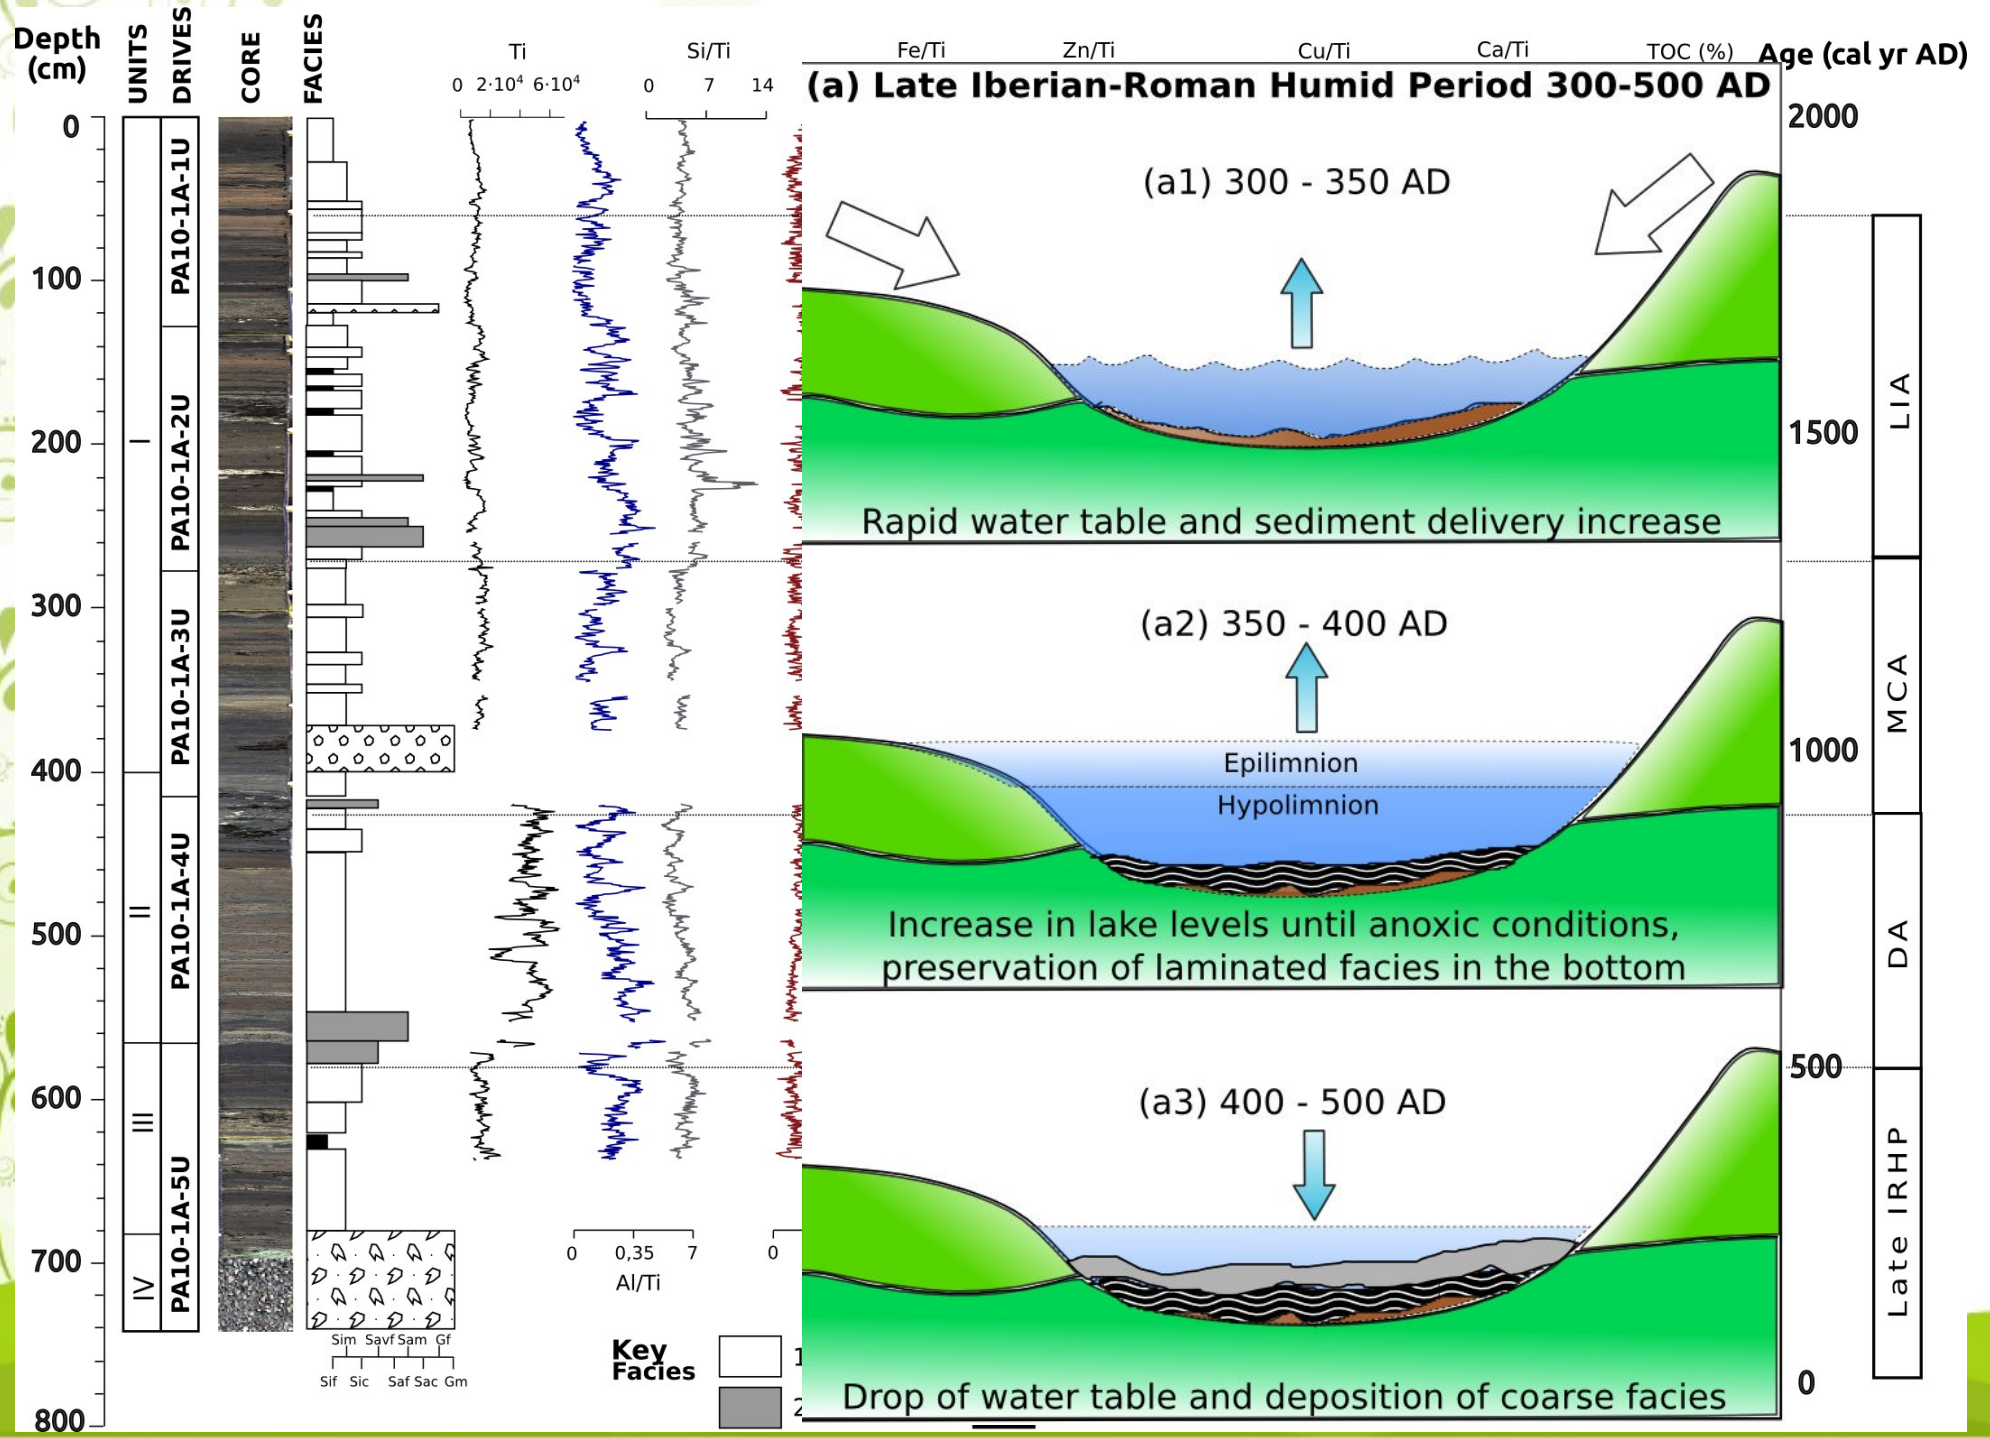 Depth
(cm)
UNITS
DRIVES
CORE
FACIES
Ti
Si/Ti
Fe/Ti
Zn/Ti
Cu/Ti
Ca/Ti
TOC (%)
Age (cal yr AD)
0 2·10⁴ 6·10⁴
0 7 14
0
100
200
300
400
500
600
700
800
I
II
III
IV
PA10-1A-1U
PA10-1A-2U
PA10-1A-3U
PA10-1A-4U
PA10-1A-5U
(a) Late Iberian-Roman Humid Period 300-500 AD
(a1) 300 - 350 AD
Rapid water table and sediment delivery increase
(a2) 350 - 400 AD
Epilimnion
Hypolimnion
Increase in lake levels until anoxic conditions,
preservation of laminated facies in the bottom
(a3) 400 - 500 AD
Drop of water table and deposition of coarse facies
2000
1500
1000
500
0
LIA
MCA
DA
Late IRHP
0 0,35 7
0
Al/Ti
Sim Savf Sam Gf
Sif Sic Saf Sac Gm
Key
Facies
1
2